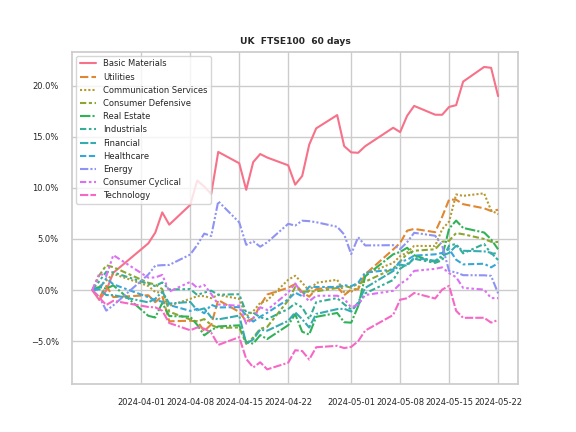 UK  FTSE100  60 days
20.0%
15.0%
10.0%
5.0%
0.0%
−5.0%
Basic Materials
Utilities
Communication Services
Consumer Defensive
Real Estate
Industrials
Financial
Healthcare
Energy
Consumer Cyclical
Technology
2024-04-01 2024-04-08 2024-04-15 2024-04-22 2024-05-01 2024-05-08 2024-05-15 2024-05-22